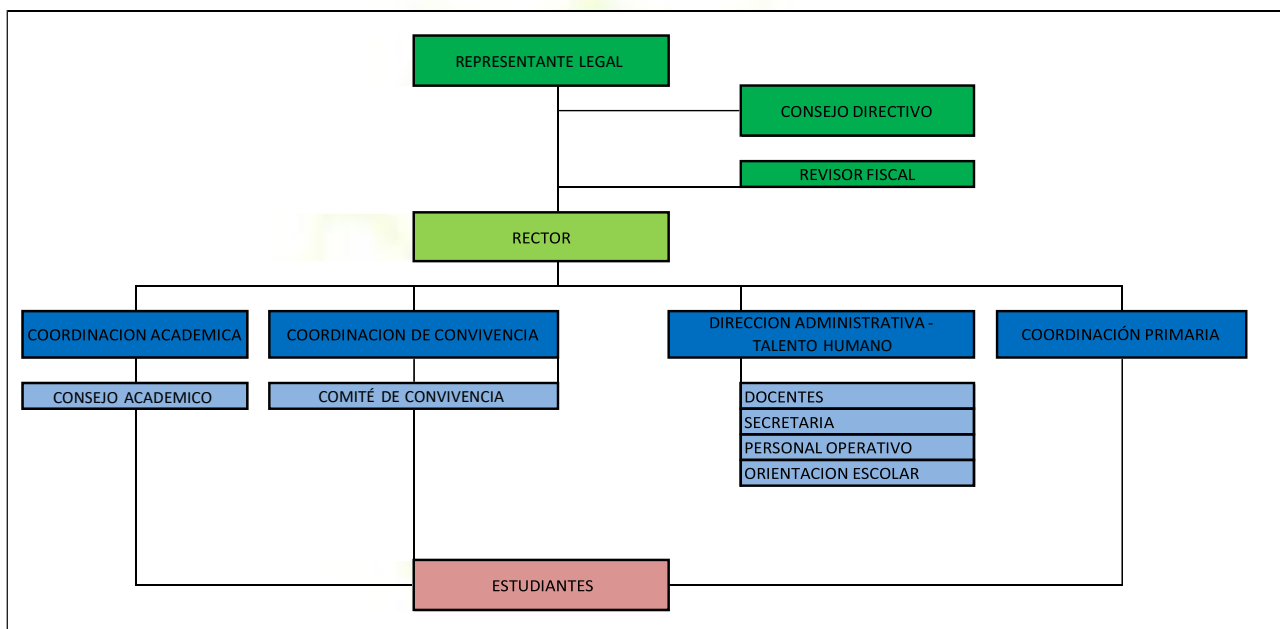 REPRESENTANTE LEGAL
CONSEJO DIRECTIVO
REVISOR FISCAL
RECTOR
COORDINACION ACADEMICA
COORDINACION DE CONVIVENCIA
DIRECCION ADMINISTRATIVA -
TALENTO HUMANO
COORDINACIÓN PRIMARIA
CONSEJO ACADEMICO
COMITÉ DE CONVIVENCIA
DOCENTES
SECRETARIA
PERSONAL OPERATIVO
ORIENTACION ESCOLAR
ESTUDIANTES